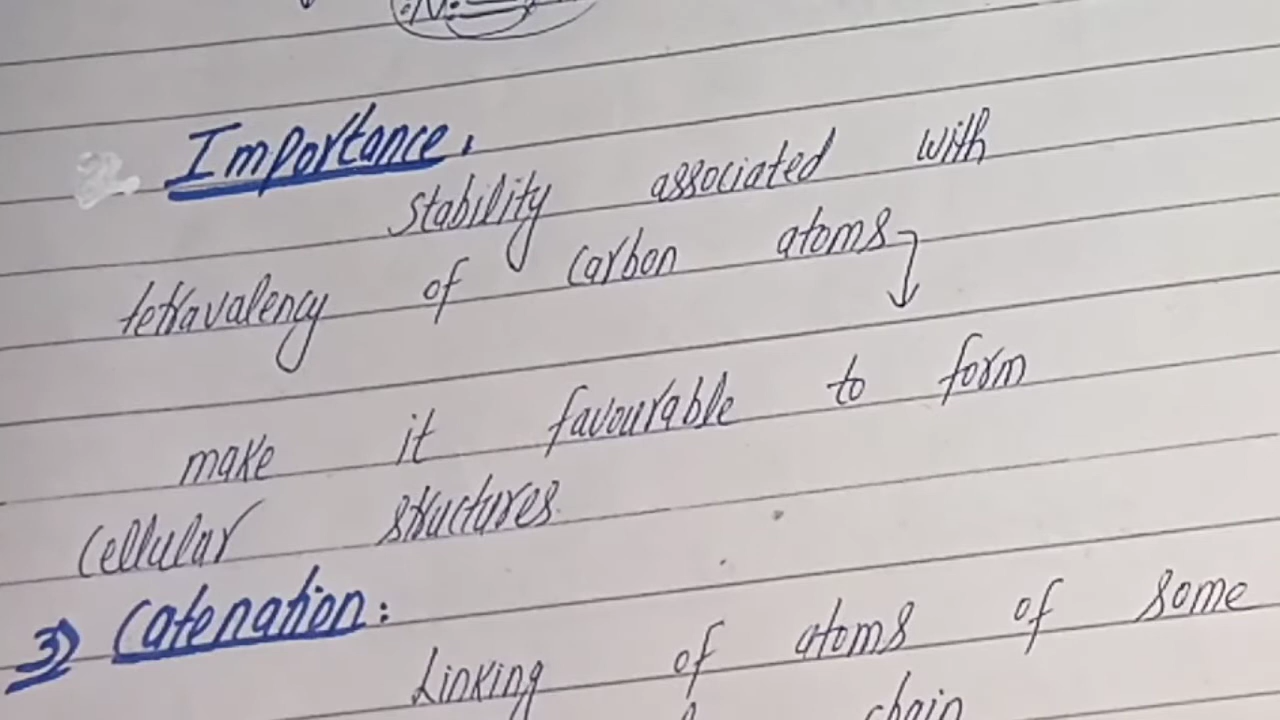 :N:
Importance.
stability associated with
tetravalency of carbon atoms
make it favourable to form
cellular structures.
3) Catenation:
Linking of atoms of some
chain